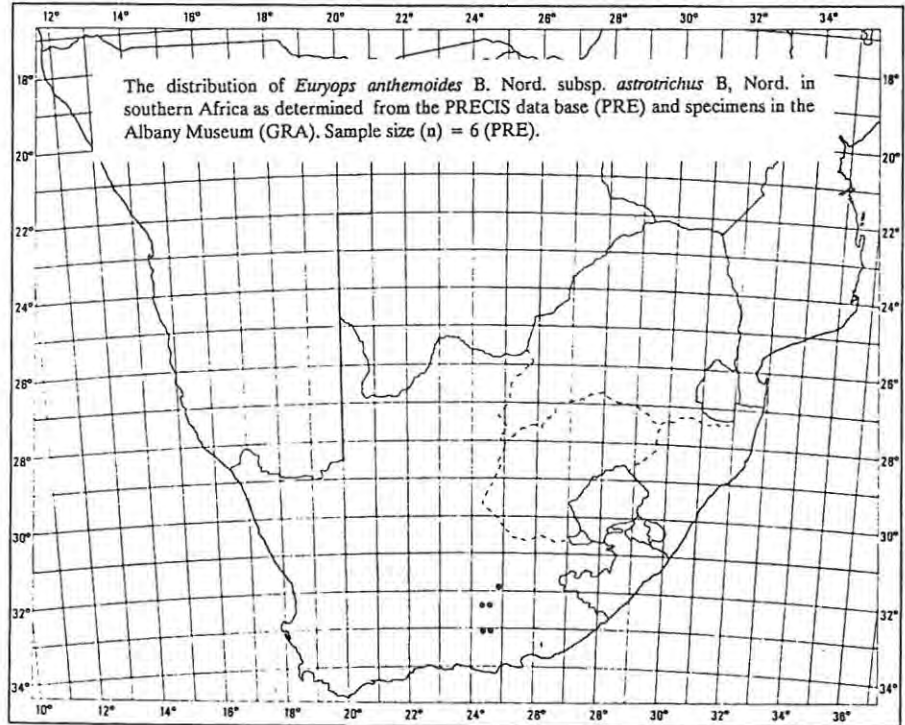 12° 14° 16° 18° 20° 22° 24° 26° 28° 30° 32° 34°
The distribution of Euryops anthemoides B. Nord. subsp. astrotrichus B, Nord. in
southern Africa as determined from the PRECIS data base (PRE) and specimens in the
Albany Museum (GRA). Sample size (n) = 6 (PRE).
18° 18°
20° 20°
22° 22°
24° 24°
26° 26°
28° 28°
30° 30°
32° 32°
34° 34°
10° 16° 18° 20° 22° 24° 26° 28° 30° 32° 34° 36°